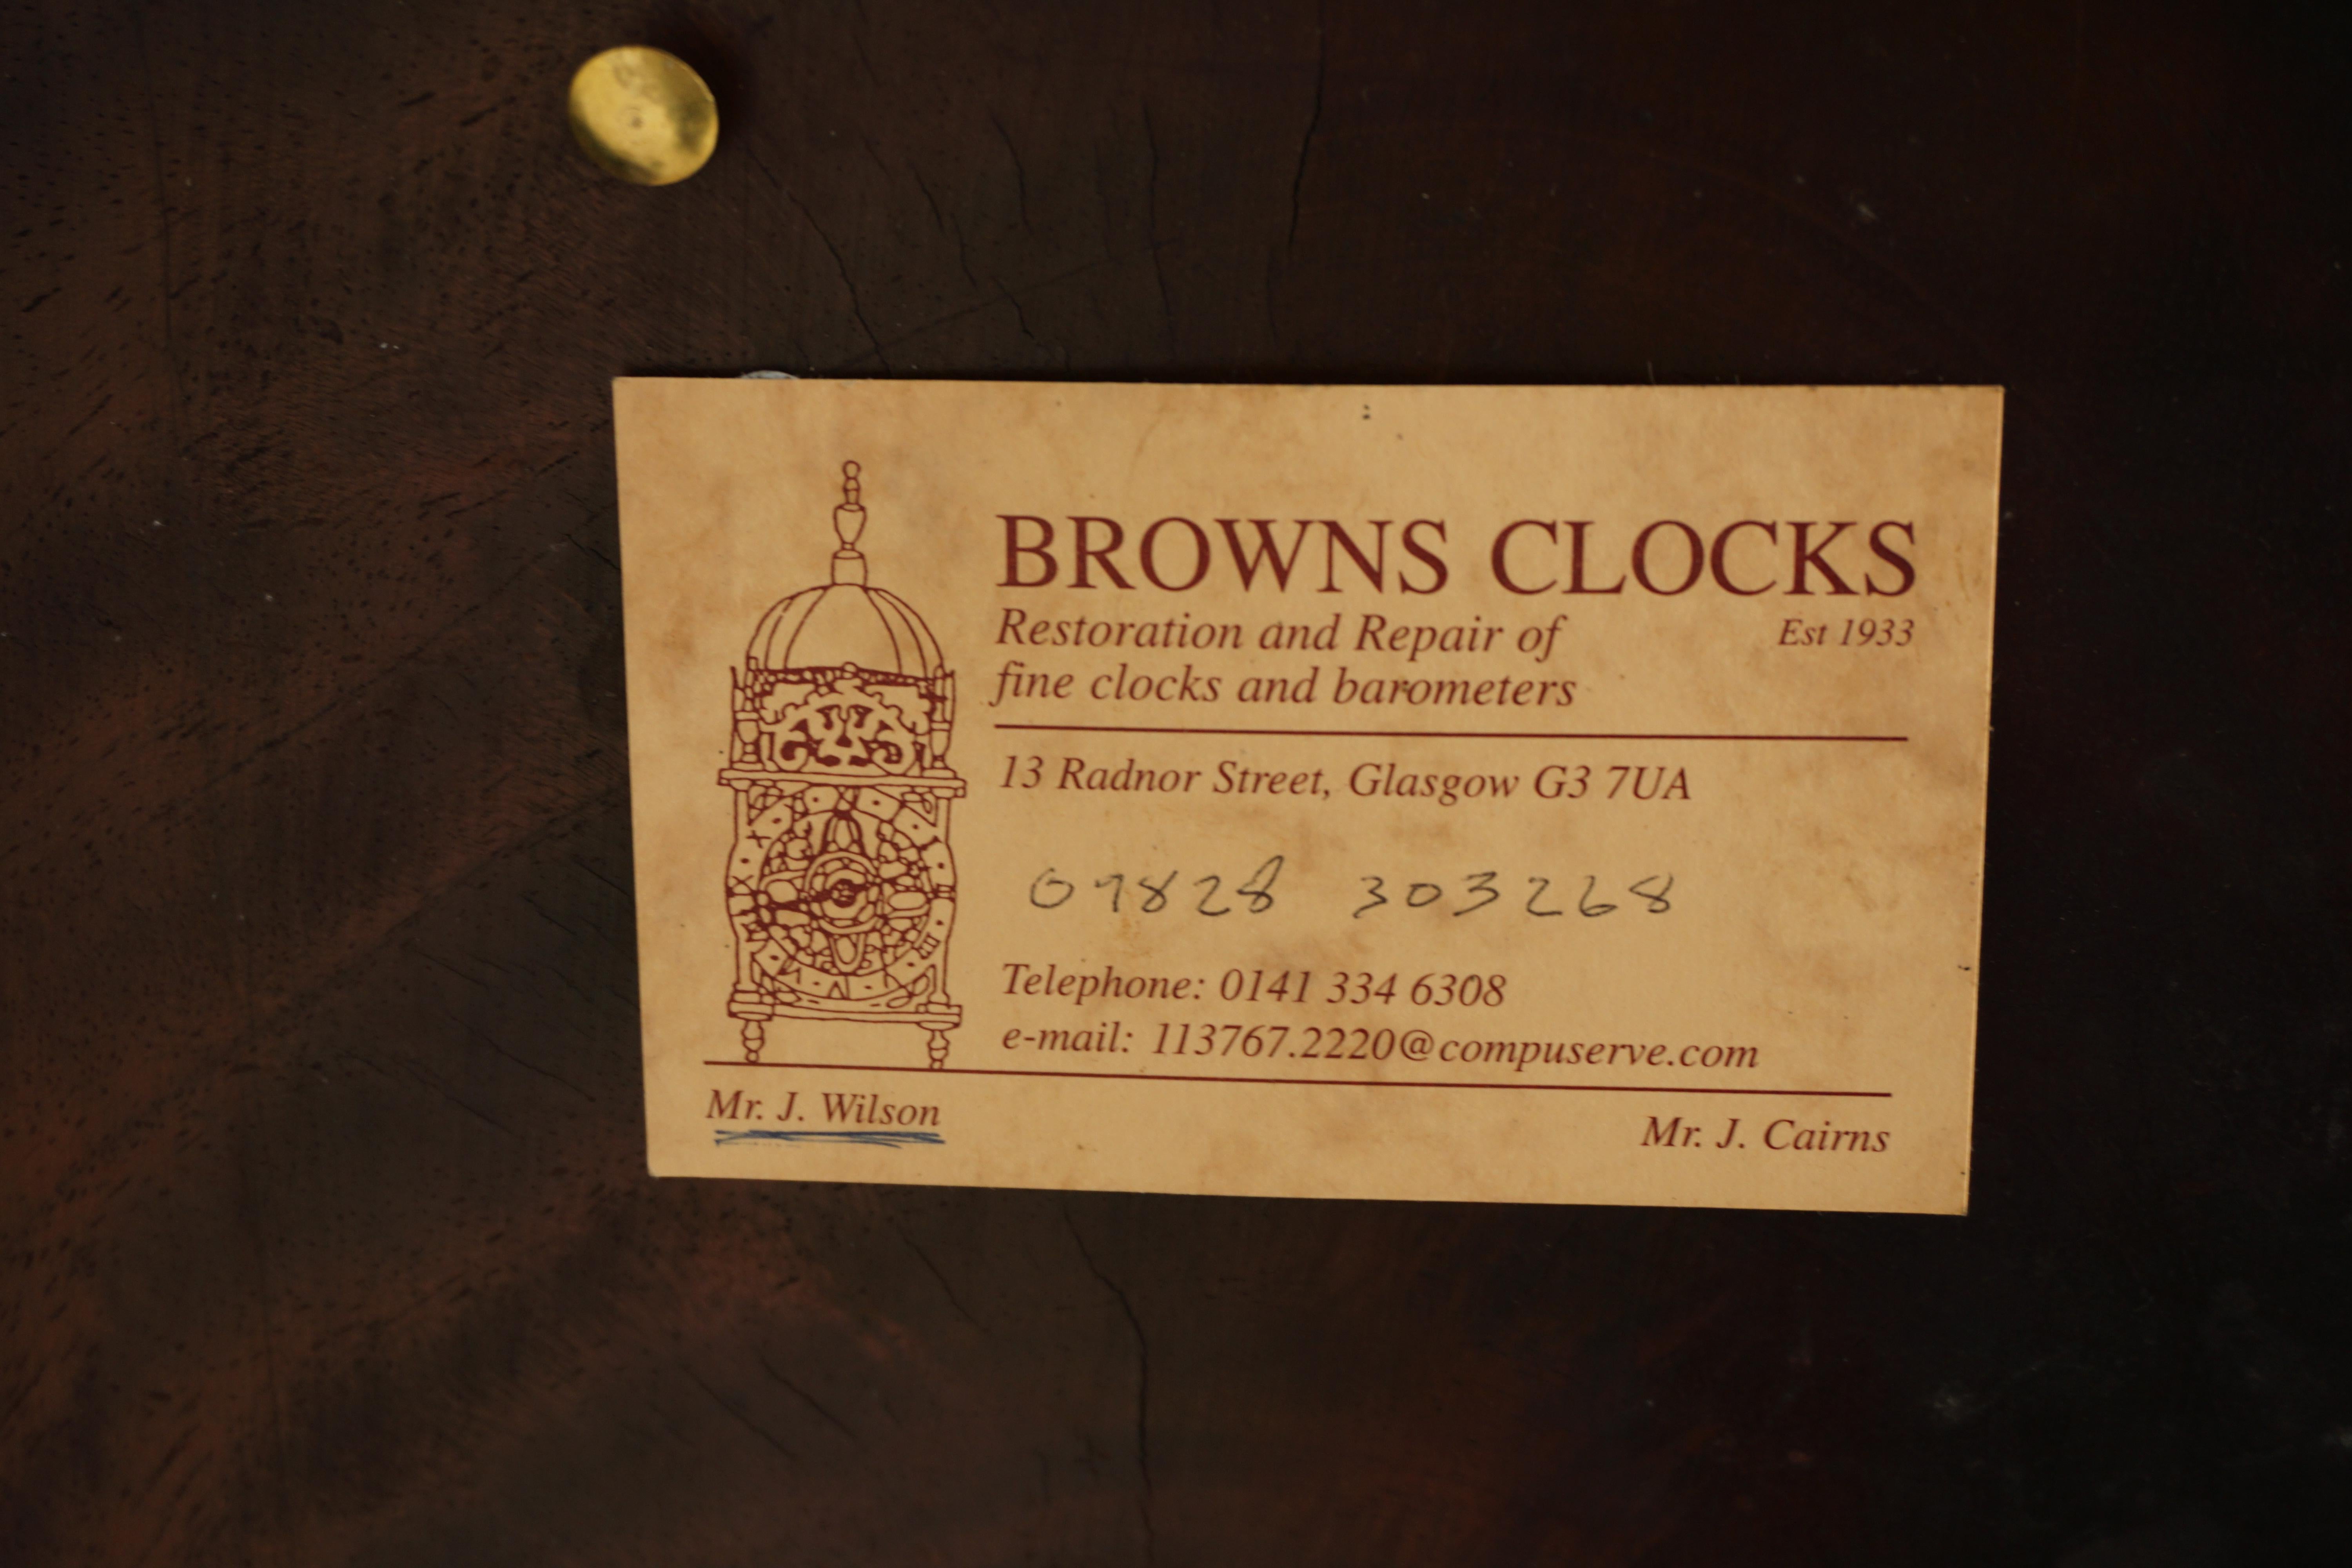 BROWNS CLOCKS
Restoration and Repair of
Est 1933
fine clocks and barometers
13 Radnor Street, Glasgow G3 7UA
07828 303268
Telephone: 0141 334 6308
e-mail: 113767.2220@compuserve.com
Mr. J. Wilson
Mr. J. Cairns